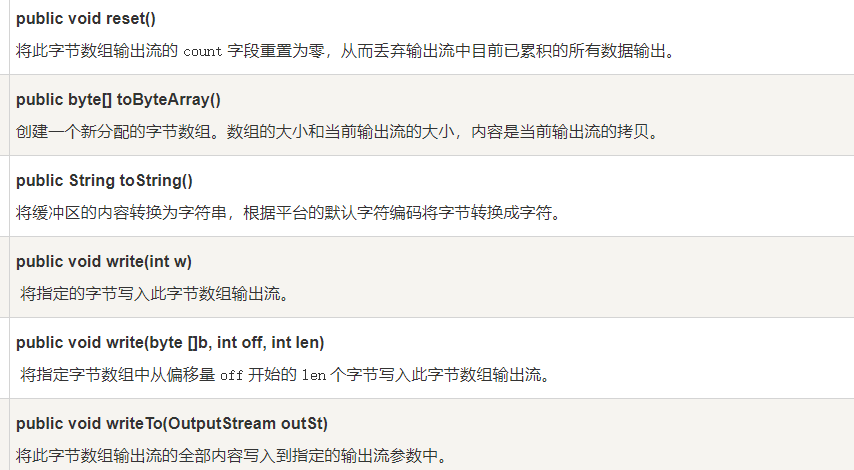 public void reset()
将此字节数组输出流的 count 字段重置为零，从而丢弃输出流中目前已累积的所有数据输出。
public byte[] toByteArray()
创建一个新分配的字节数组。数组的大小和当前输出流的大小，内容是当前输出流的拷贝。
public String toString()
将缓冲区的内容转换为字符串，根据平台的默认字符编码将字节转换成字符。
public void write(int w)
将指定的字节写入此字节数组输出流。
public void write(byte []b, int off, int len)
将指定字节数组中从偏移量 off 开始的 len 个字节写入此字节数组输出流。
public void writeTo(OutputStream outSt)
将此字节数组输出流的全部内容写入到指定的输出流参数中。